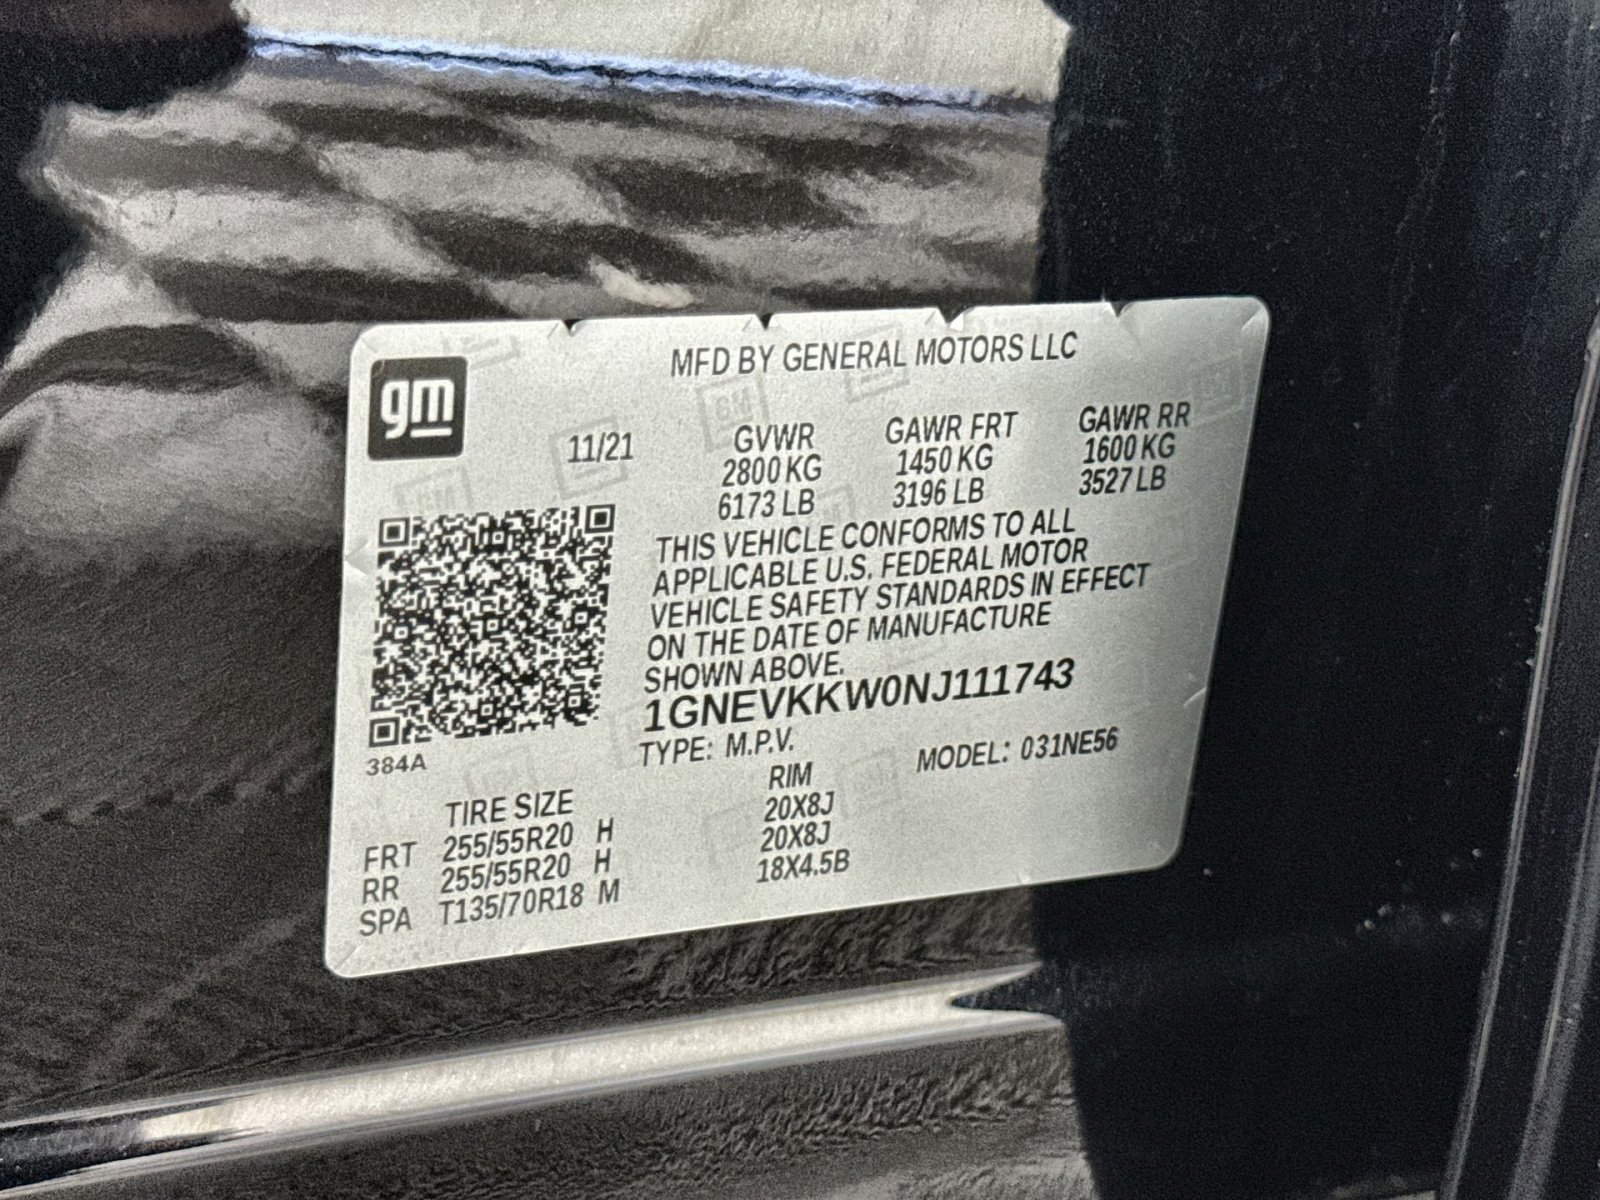 gm
MFD BY GENERAL MOTORS LLC
11/21 GVWR GAWR FRT GAWR RR
2800 KG 1450 KG 1600 KG
6173 LB 3196 LB 3527 LB
THIS VEHICLE CONFORMS TO ALL
APPLICABLE U.S. FEDERAL MOTOR
VEHICLE SAFETY STANDARDS IN EFFECT
ON THE DATE OF MANUFACTURE
SHOWN ABOVE.
1GNEVKKW0NJ111743
TYPE: M.P.V. MODEL: 031NE56
384A
TIRE SIZE RIM
FRT 255/55R20 H 20X8J
RR 255/55R20 H 20X8J
SPA T135/70R18 M 18X4.5B